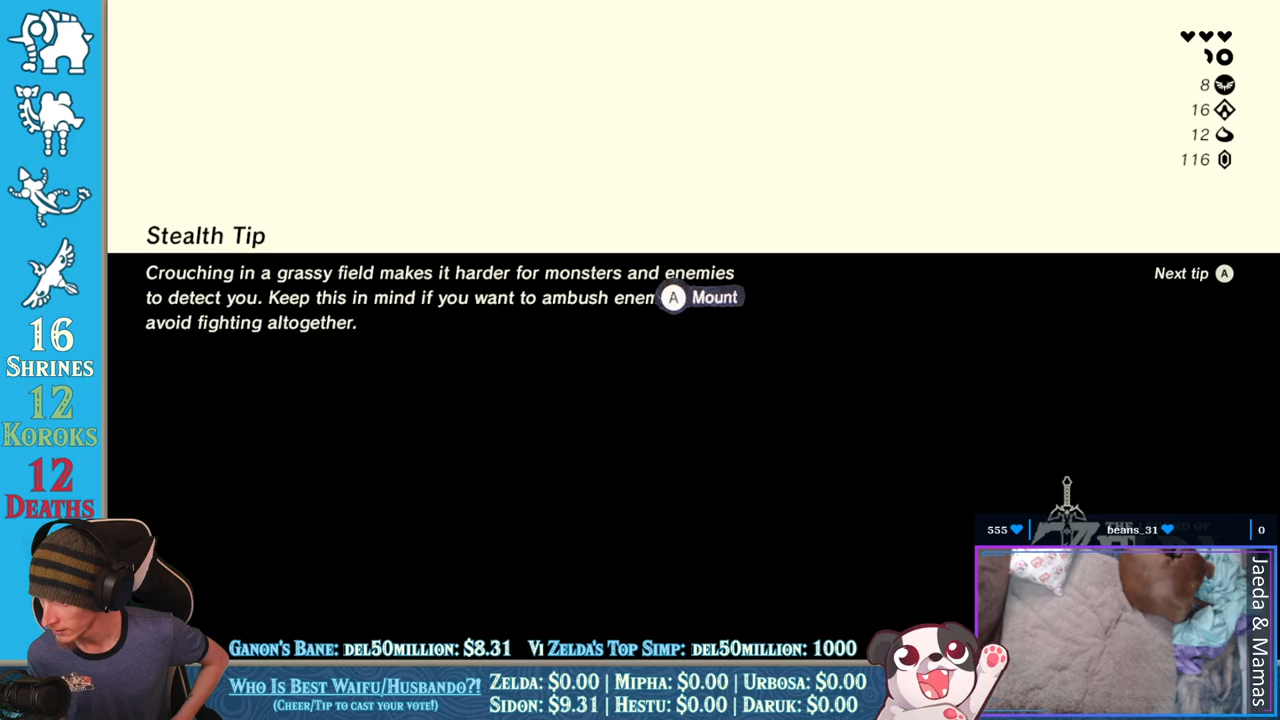 8
16
12
116
Stealth Tip
Crouching in a grassy field makes it harder for monsters and enemies
to detect you. Keep this in mind if you want to ambush enem
A Mount
avoid fighting altogether.
Next tip A
16
SHRINES
12
KOROKS
12
DEATHS
555
beans_31
0
THE
OF
Jaeda & Mamas
GANON'S BANE: DEL50MILLION: $8.31 VI ZELDA'S TOP SIMP: DEL50MILLION: 1000
WHO IS BEST WAIFU/HUSBANDO?!
(CHEER/TIP TO CAST YOUR VOTE!)
ZELDA: $0.00 | MIPHA: $0.00 | URBOSA: $0.00
SIDON: $9.31 | HESTU: $0.00 | DARUK: $0.00